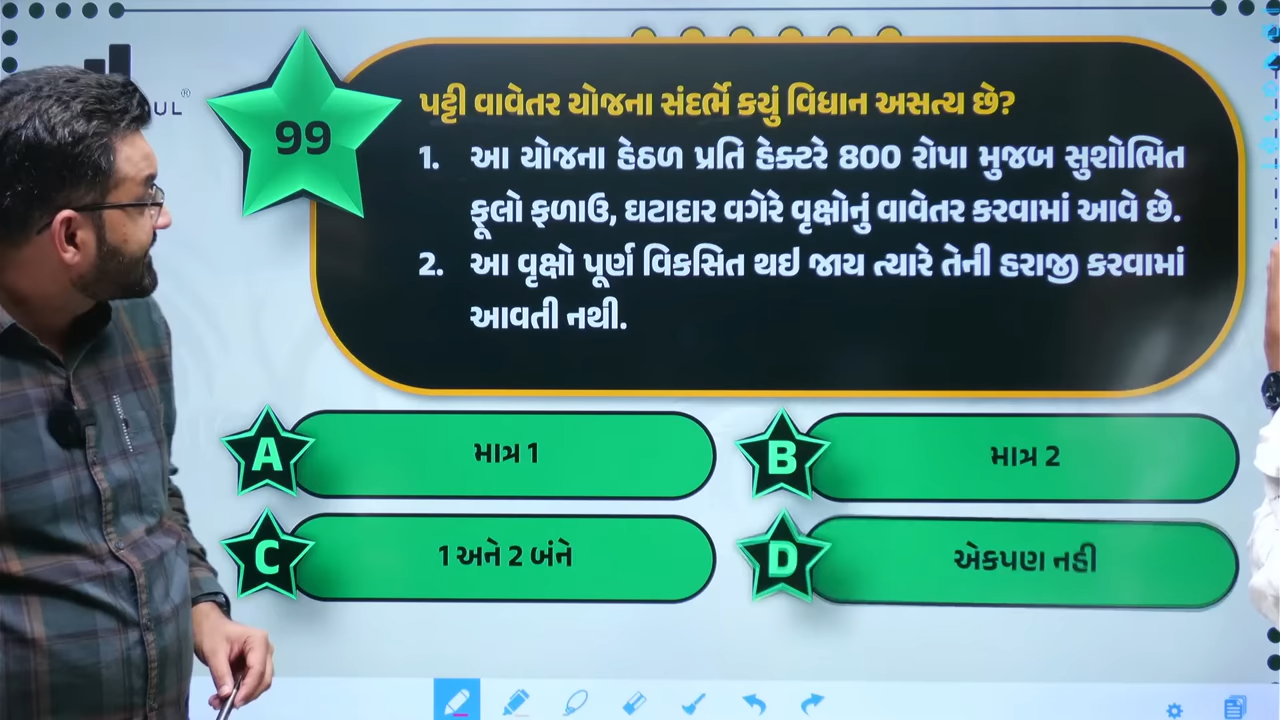 UL®
99
પટ્ટી વાવેતર યોજના સંદર્ભે કયું વિધાન અસત્ય છે?
1. આ યોજના હેઠળ પ્રતિ હેક્ટરે 800 રોપા મુજબ સુશોભિત
ફૂલો ફળાઉ, ઘટાદાર વગેરે વૃક્ષોનું વાવેતર કરવામાં આવે છે.
2. આ વૃક્ષો પૂર્ણ વિકસિત થઇ જાય ત્યારે તેની હરાજી કરવામાં
આવતી નથી.
A માત્ર 1
B માત્ર 2
C 1 અને 2 બંને
D એકપણ નહી